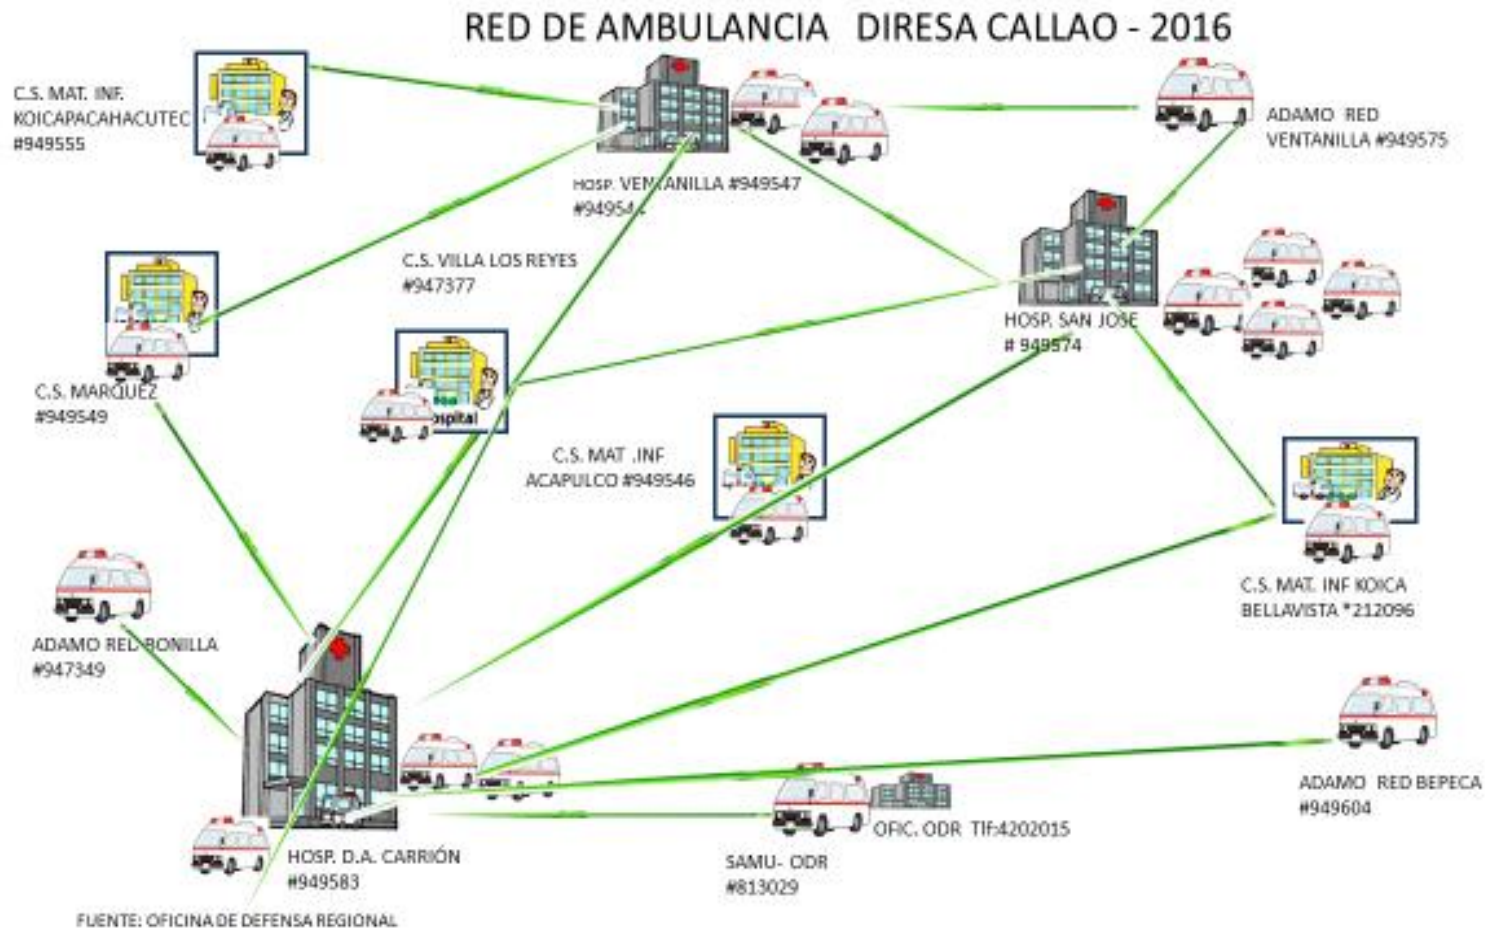 RED DE AMBULANCIA DIRESA CALLAO - 2016
C.S. MAT. INF.
KOICAPACAHACUTEC
#949555
ADAMO RED
VENTANILLA #949575
HOSP. VENTANILLA #949547
C.S. VILLA LOS REYES
#947377
HOSP. SAN JOSE
# 949574
C.S. MARQUEZ
#949549
ospital
C.S. MAT .INF
ACAPULCO #949546
C.S. MAT. INF KOICA
BELLAVISTA *212096
ADAMO RED BONILLA
#947349
ADAMO RED BEPECA
#949604
OFIC. ODR Tlf:4202015
HOSP. D.A. CARRIÓN
#949583
SAMU- ODR
#813029
FUENTE: OFICINA DE DEFENSA REGIONAL